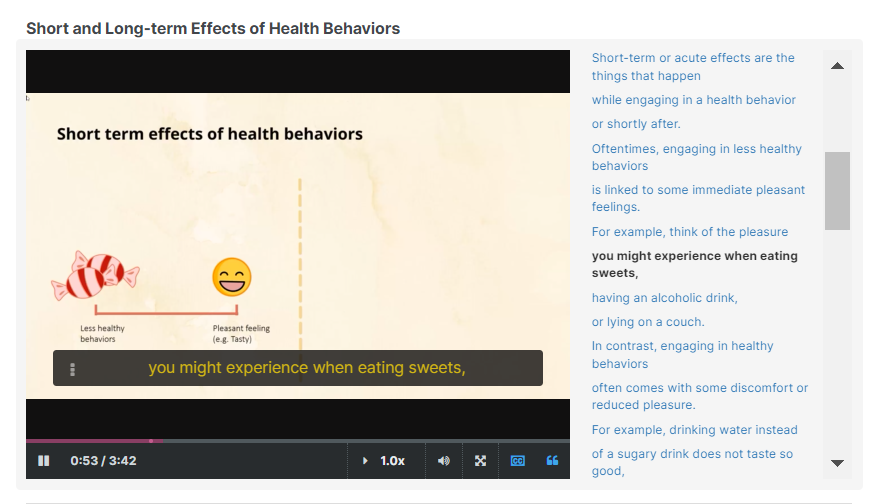 Short and Long-term Effects of Health Behaviors
Short term effects of health behaviors
Less healthy
behaviors
Pleasant feeling
(e.g. Tasty)
you might experience when eating sweets,
0:53 / 3:42
1.0x
CC
Short-term or acute effects are the
things that happen
while engaging in a health behavior
or shortly after.
Oftentimes, engaging in less healthy
behaviors
is linked to some immediate pleasant
feelings.
For example, think of the pleasure
you might experience when eating
sweets,
having an alcoholic drink,
or lying on a couch.
In contrast, engaging in healthy
behaviors
often comes with some discomfort or
reduced pleasure.
For example, drinking water instead
of a sugary drink does not taste so
good,